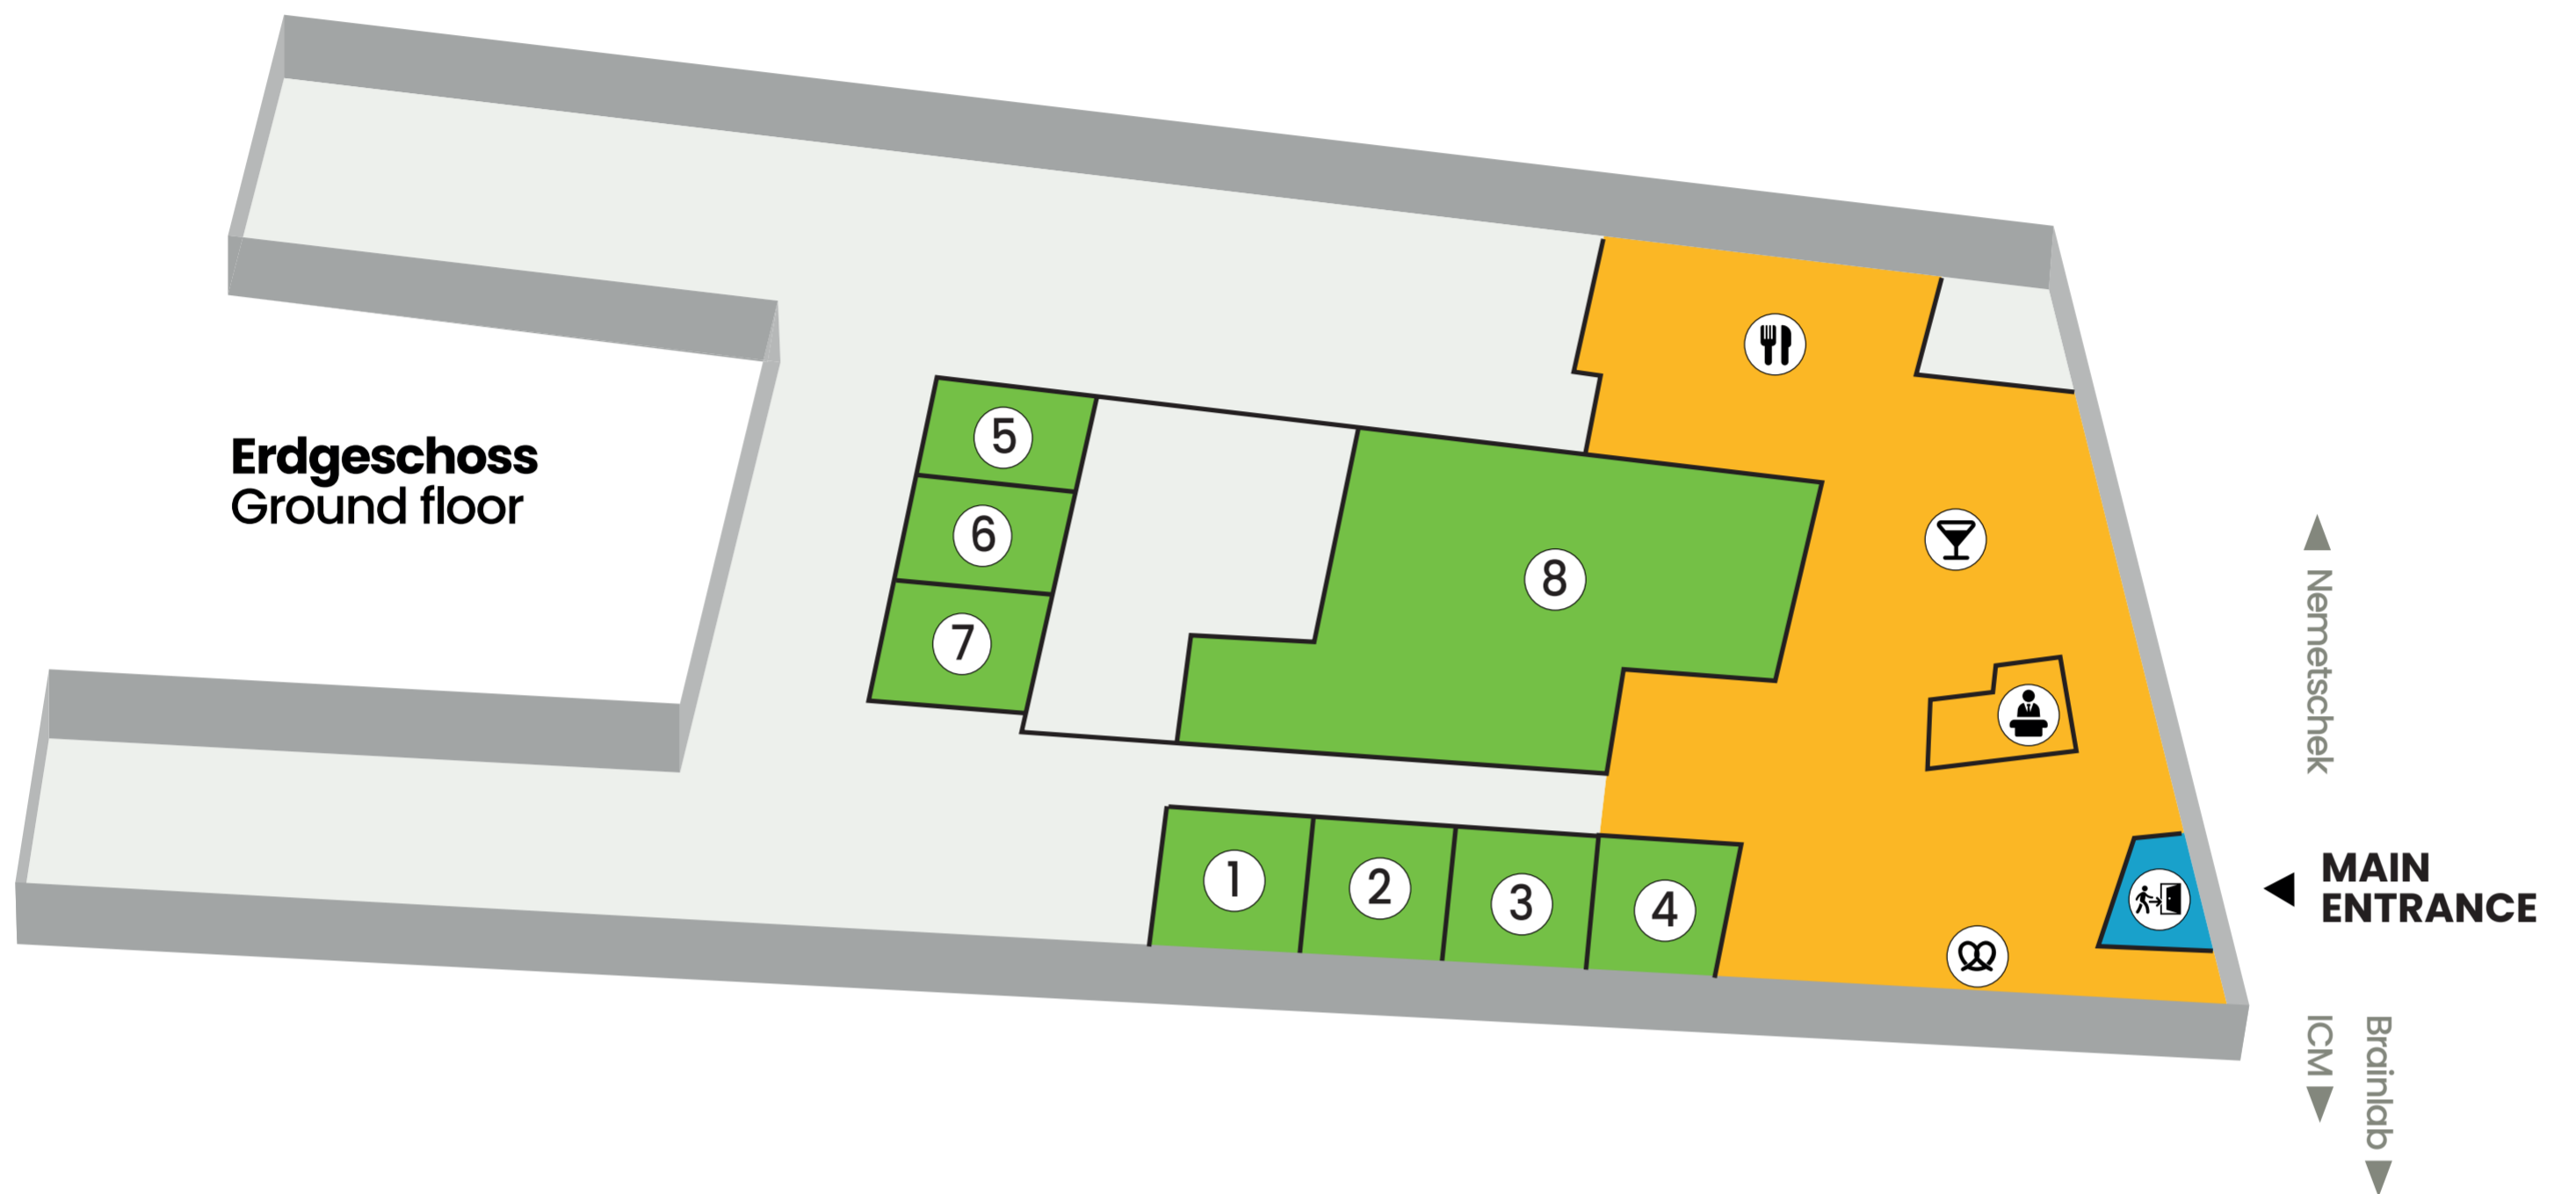 Erdgeschoss
Ground floor
5
6
7
8
1
2
3
4
Nemetschek
MAIN
ENTRANCE
ICM
Brainlab